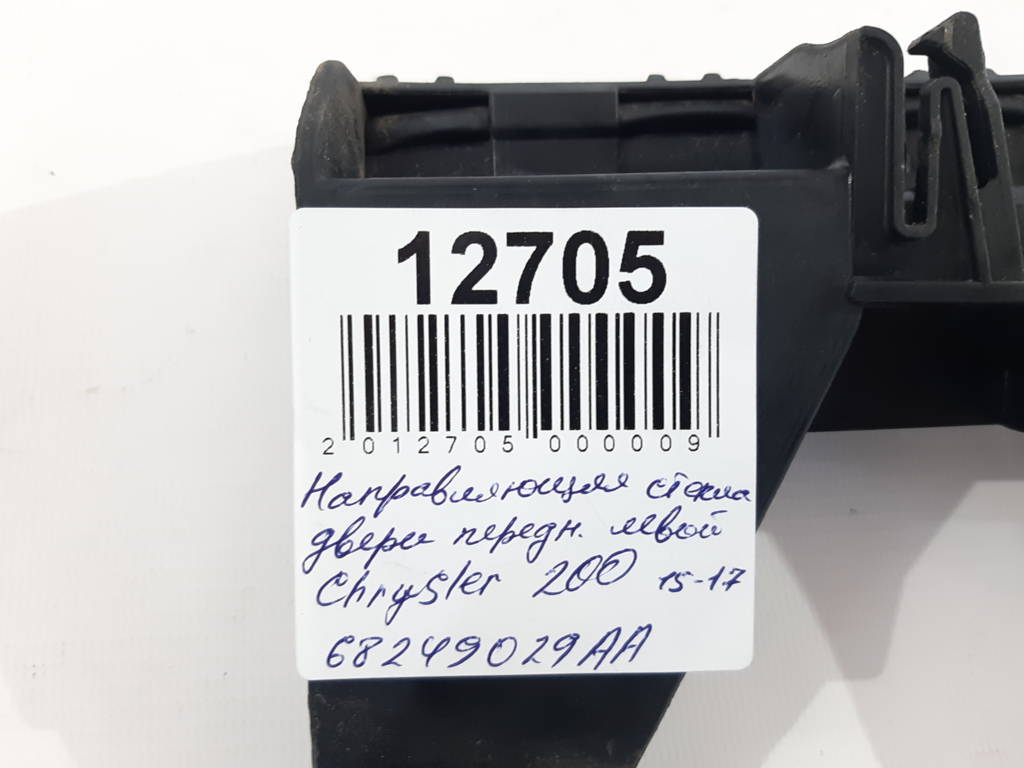 12705
2 012705 000009
Направляющая стекла
двери передн. левой
Chrysler 200 15-17
68249029AA